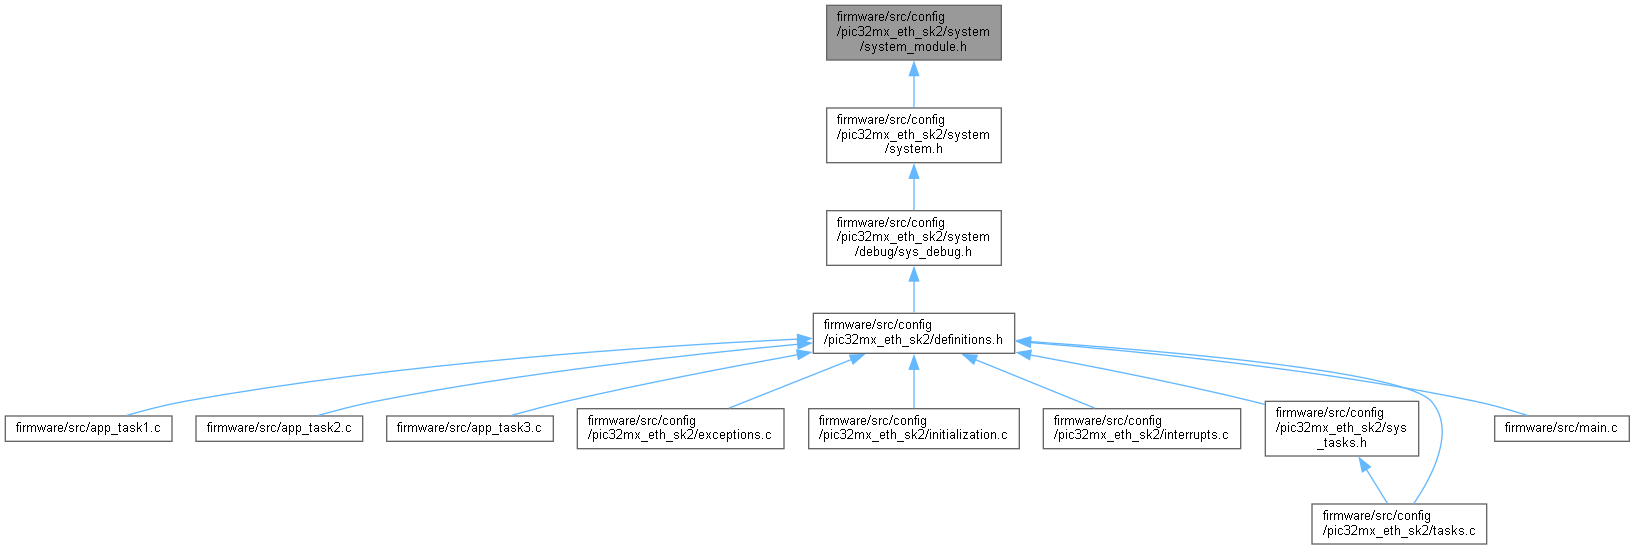 firmware/src/config
/pic32mx_eth_sk2/system
/system_module.h
firmware/src/config
/pic32mx_eth_sk2/system
/system.h
firmware/src/config
/pic32mx_eth_sk2/system
/debug/sys_debug.h
firmware/src/config
/pic32mx_eth_sk2/definitions.h
firmware/src/app_task1.c
firmware/src/app_task2.c
firmware/src/app_task3.c
firmware/src/config
/pic32mx_eth_sk2/exceptions.c
firmware/src/config
/pic32mx_eth_sk2/initialization.c
firmware/src/config
/pic32mx_eth_sk2/interrupts.c
firmware/src/config
/pic32mx_eth_sk2/sys
_tasks.h
firmware/src/main.c
firmware/src/config
/pic32mx_eth_sk2/tasks.c